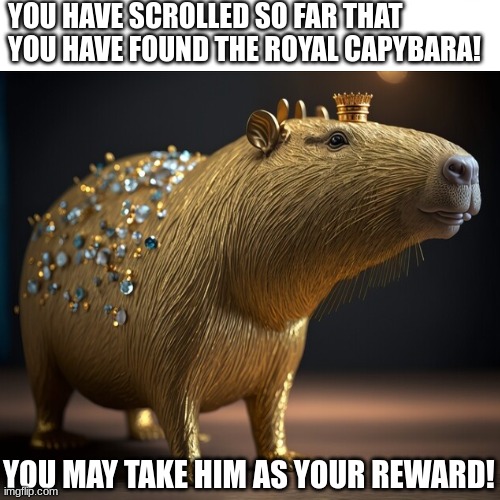 YOU HAVE SCROLLED SO FAR THAT
YOU HAVE FOUND THE ROYAL CAPYBARA!
YOU MAY TAKE HIM AS YOUR REWARD!
imgflip.com